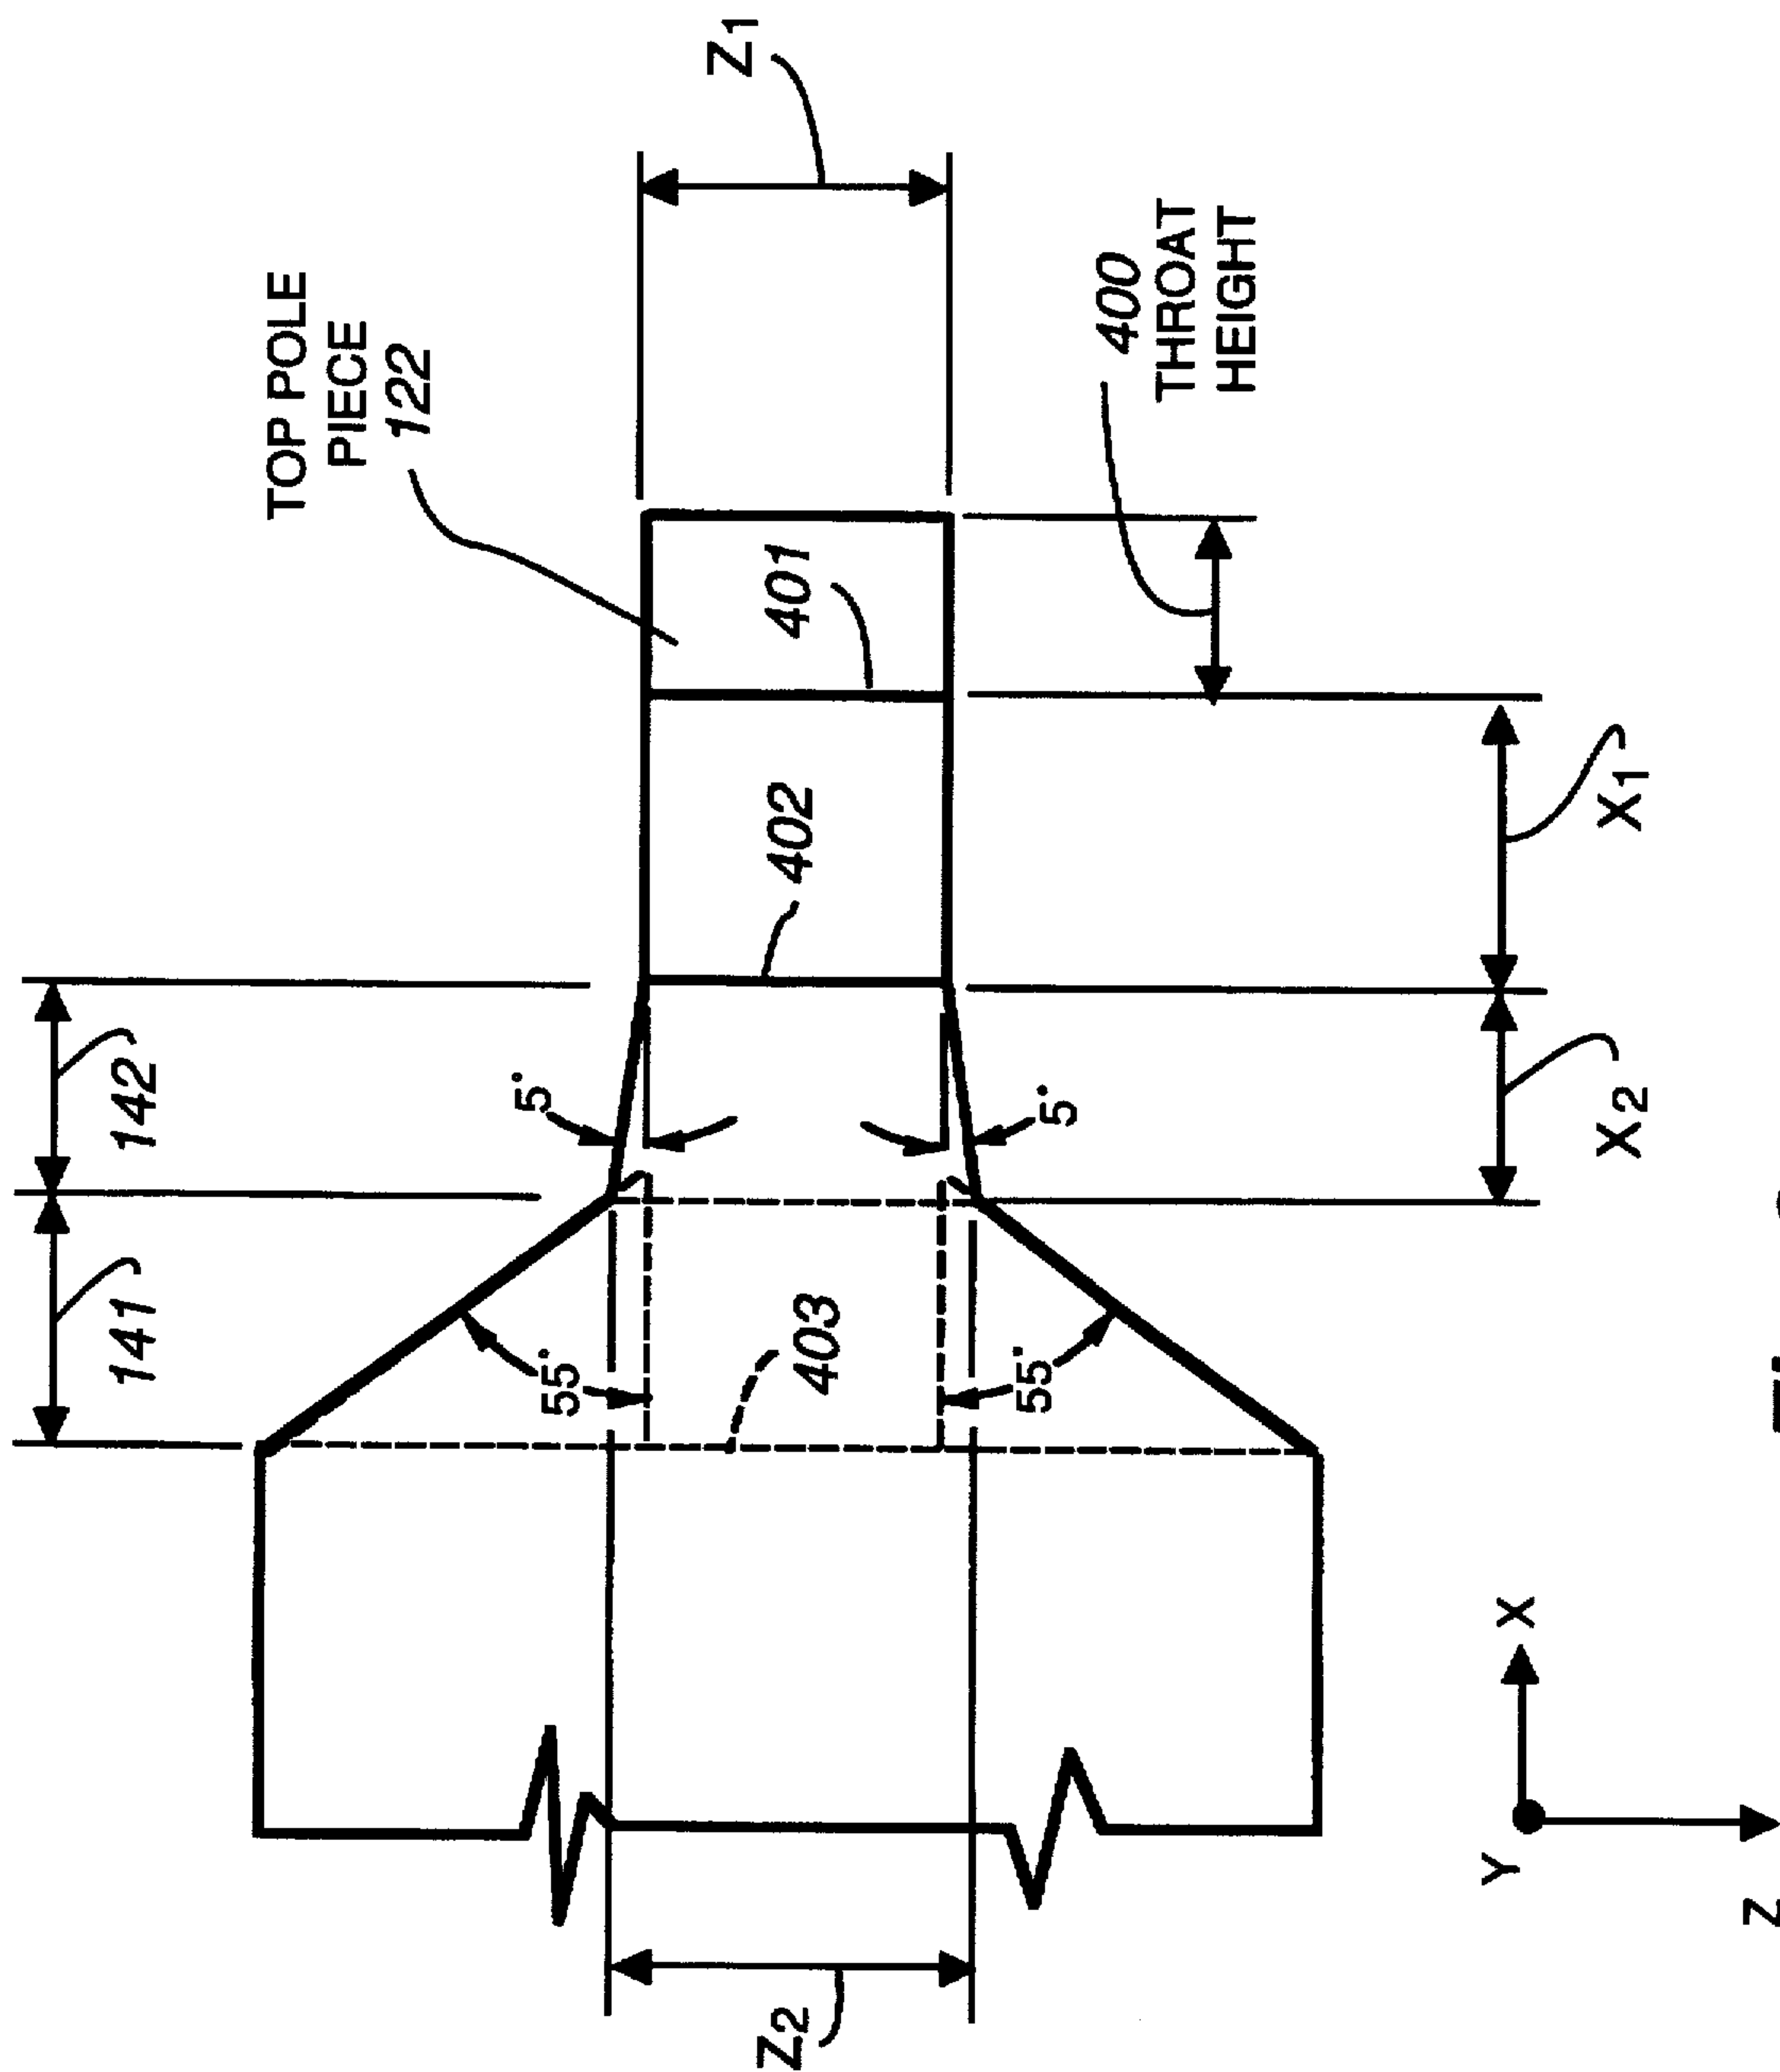 141
142
TOP POLE
PIECE
122
5°
55°
Z1
Z2
403
402
401
55°
5°
400
THROAT
HEIGHT
Y
X
X2
X1
Z